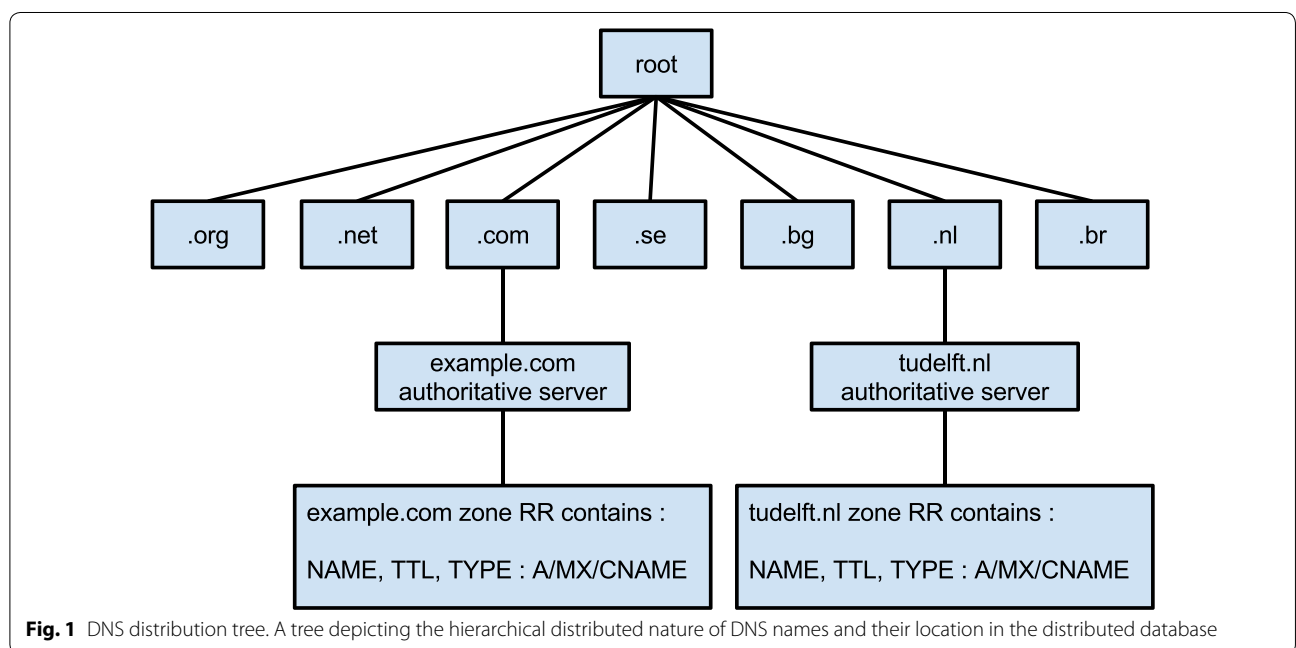 root
.org
.net
.com
.se
.bg
.nl
.br
example.com
authoritative server
tudelft.nl
authoritative server
example.com zone RR contains :
NAME, TTL, TYPE : A/MX/CNAME
tudelft.nl zone RR contains :
NAME, TTL, TYPE : A/MX/CNAME
Fig. 1 DNS distribution tree. A tree depicting the hierarchical distributed nature of DNS names and their location in the distributed database